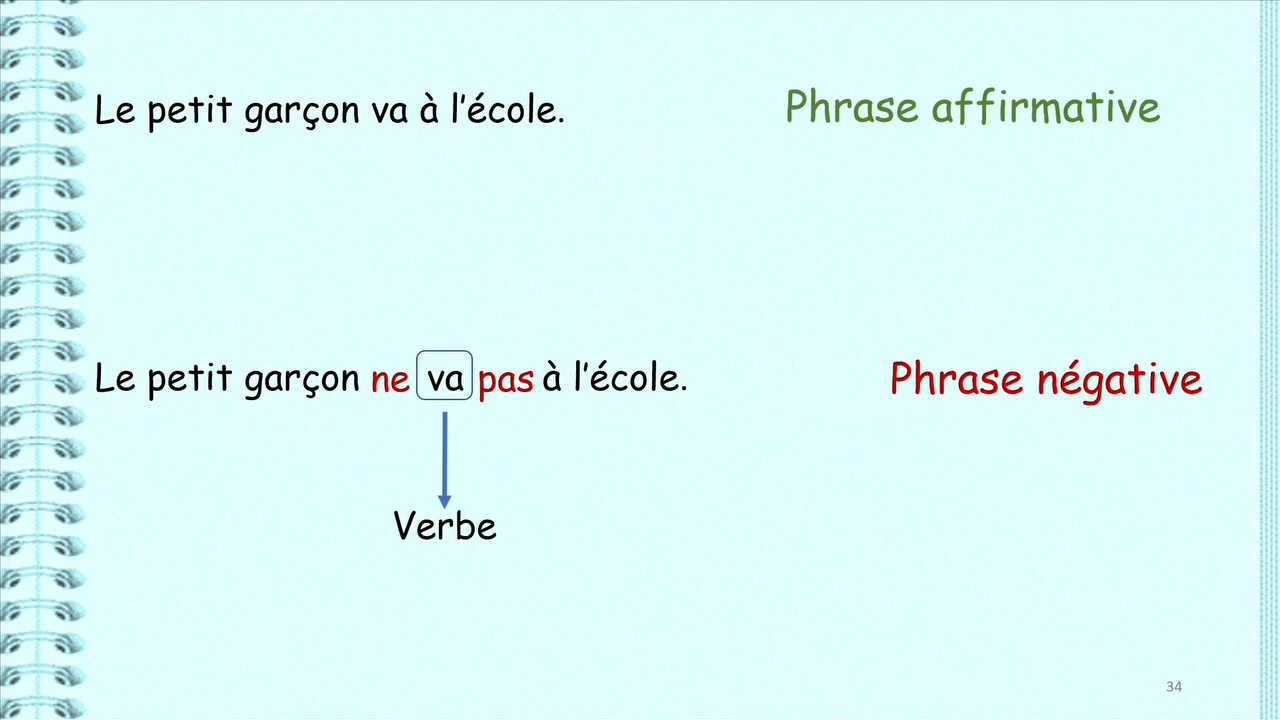 Le petit garçon va à l’école. Phrase affirmative
Le petit garçon ne va pas à l’école. Phrase négative
Verbe
34